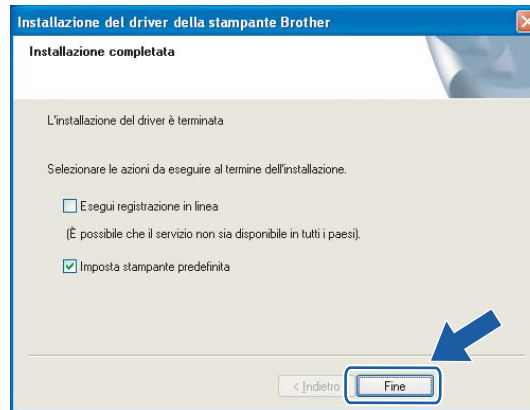 Installazione del driver della stampante Brother
Installazione completata
L'installazione del driver è terminata
Selezionare le azioni da eseguire al termine dell'installazione.
Esegui registrazione in linea
(È possibile che il servizio non sia disponibile in tutti i paesi).
Imposta stampante predefinita
< Indietro
Fine